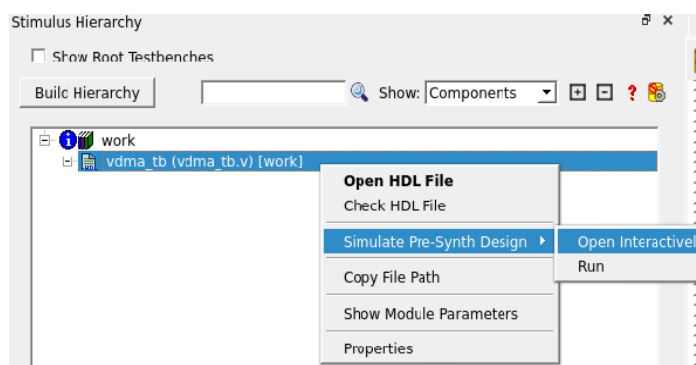 Stimulus Hierarchy
Show Root Testbenches
Build Hierarchy
Show: Components
work
vdma_tb (vdma_tb.v) [work]
Open HDL File
Check HDL File
Simulate Pre-Synth Design
Open Interactivel
Run
Copy File Path
Show Module Parameters
Properties